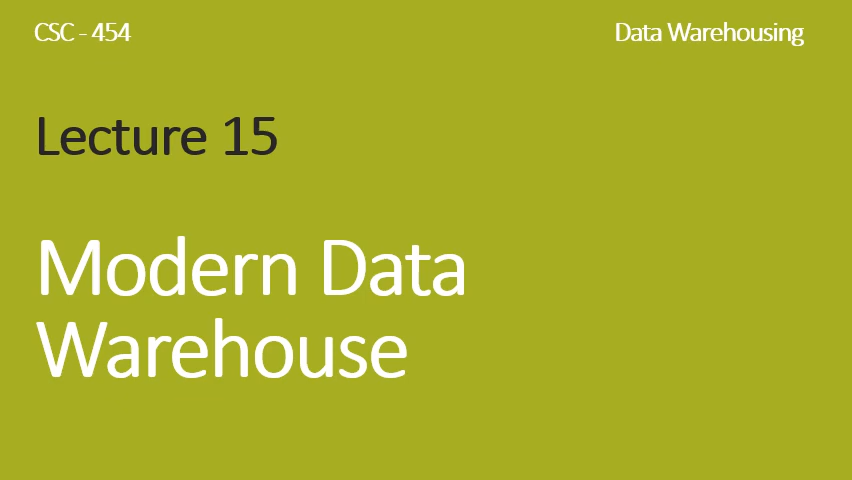 CSC - 454
Data Warehousing
Lecture 15
Modern Data
Warehouse